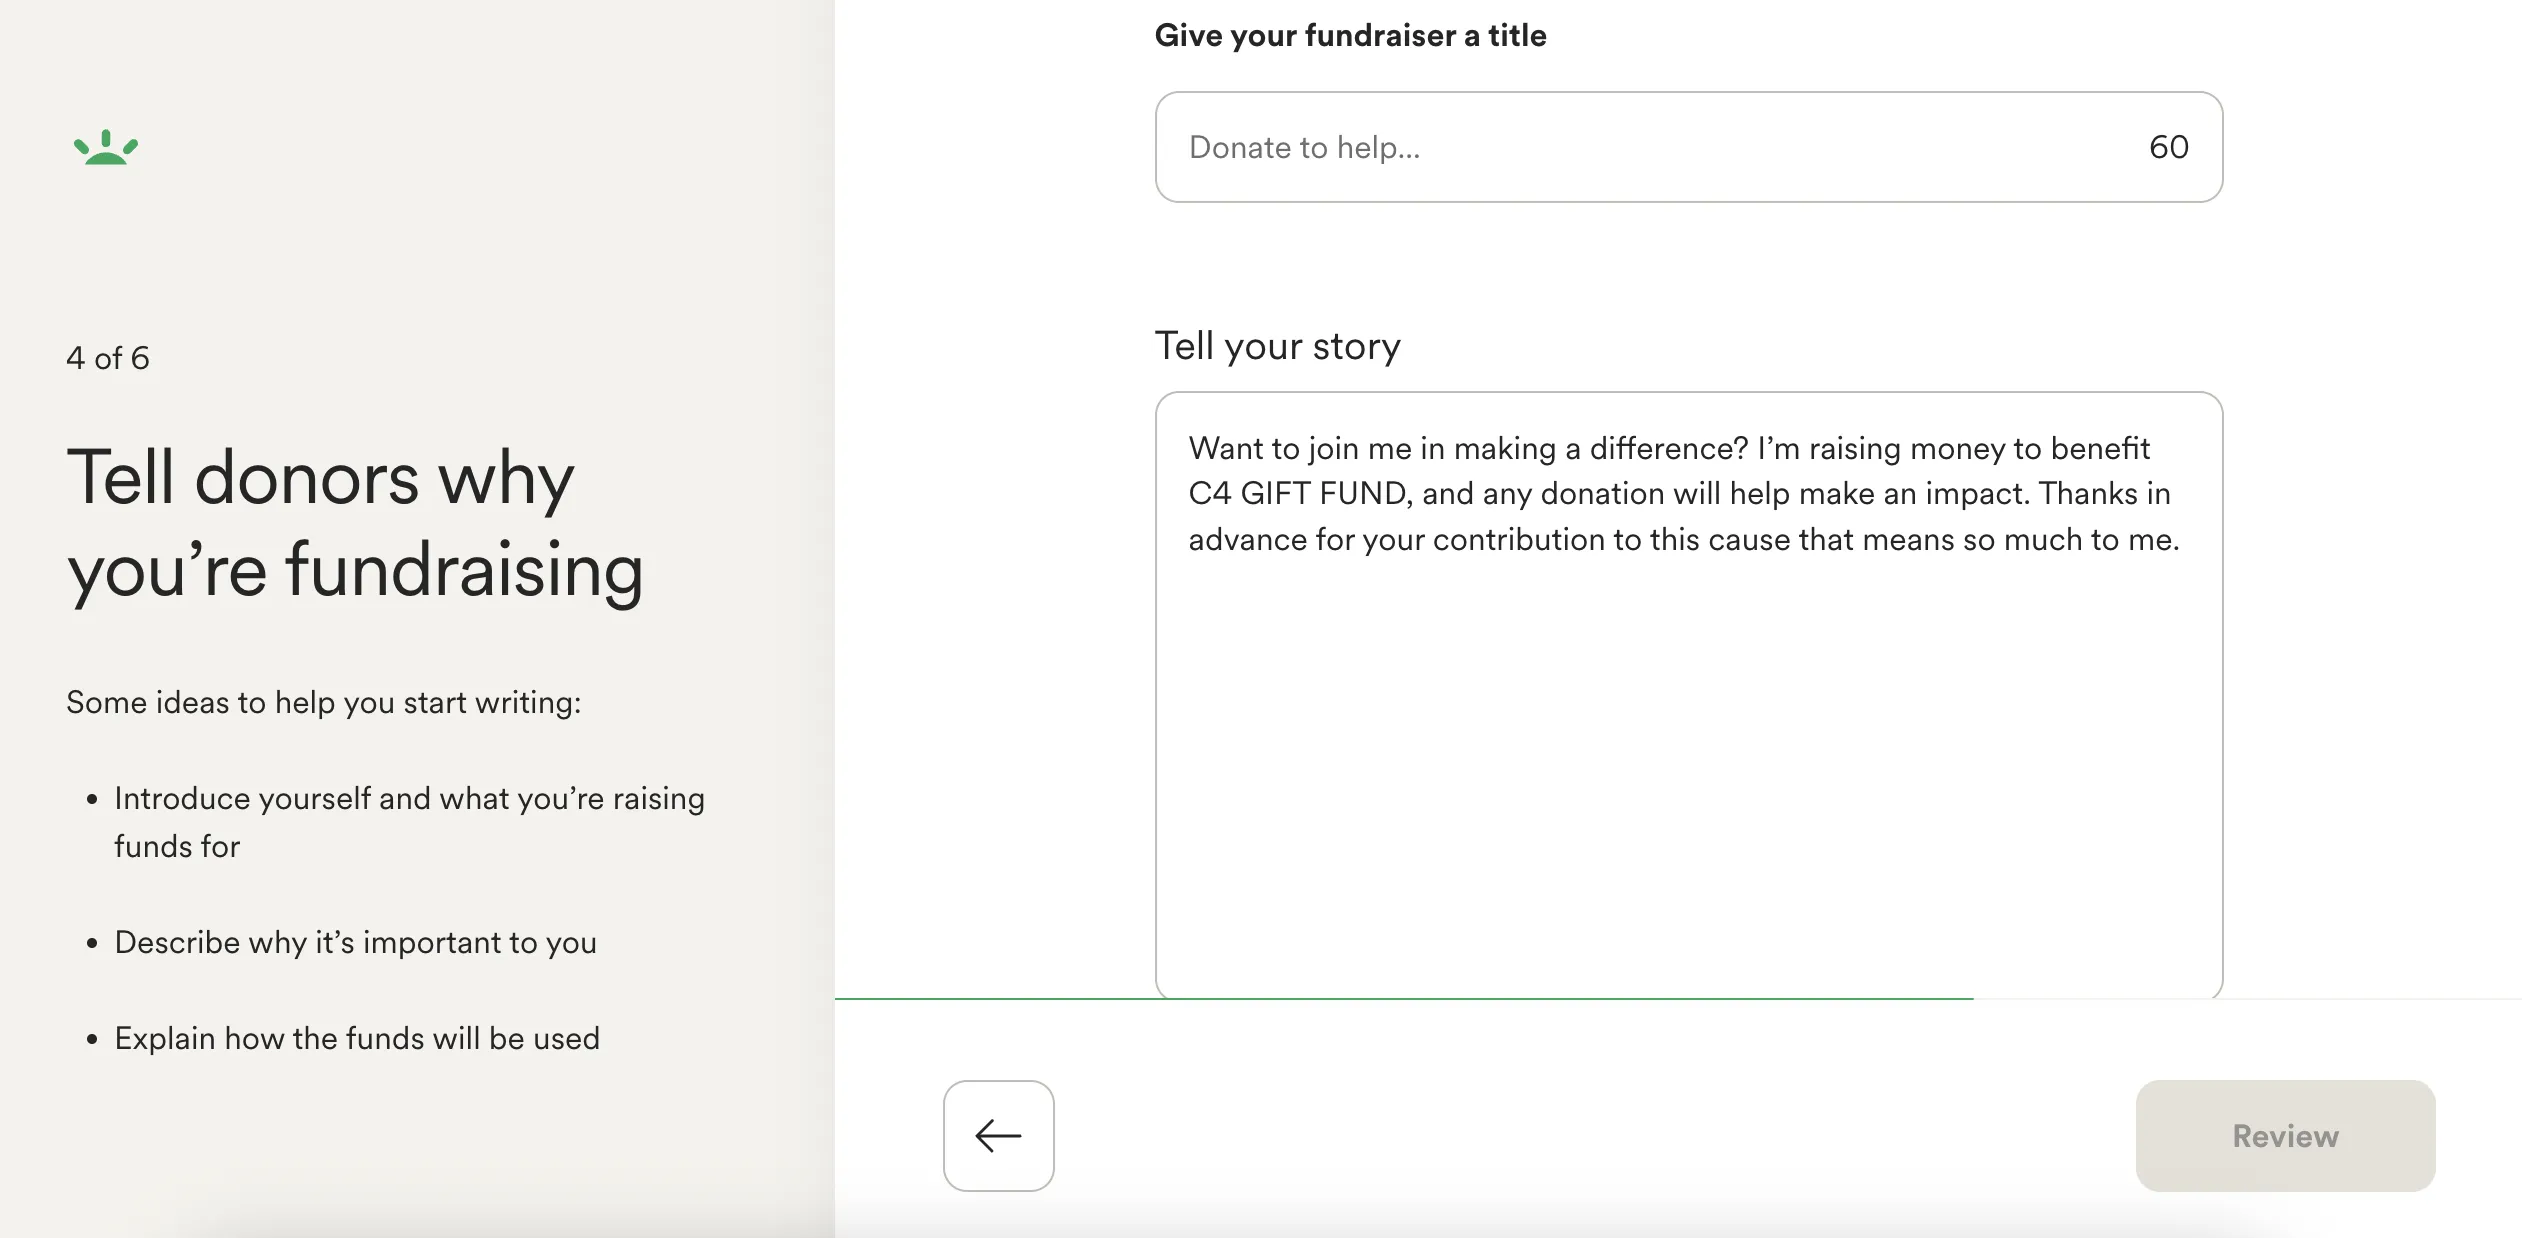 4 of 6
Tell donors why
you're fundraising
Some ideas to help you start writing:
• Introduce yourself and what you're raising
funds for
• Describe why it's important to you
• Explain how the funds will be used
Give your fundraiser a title
Donate to help... 60
Tell your story
Want to join me in making a difference? I'm raising money to benefit
C4 GIFT FUND, and any donation will help make an impact. Thanks in
advance for your contribution to this cause that means so much to me.
Review